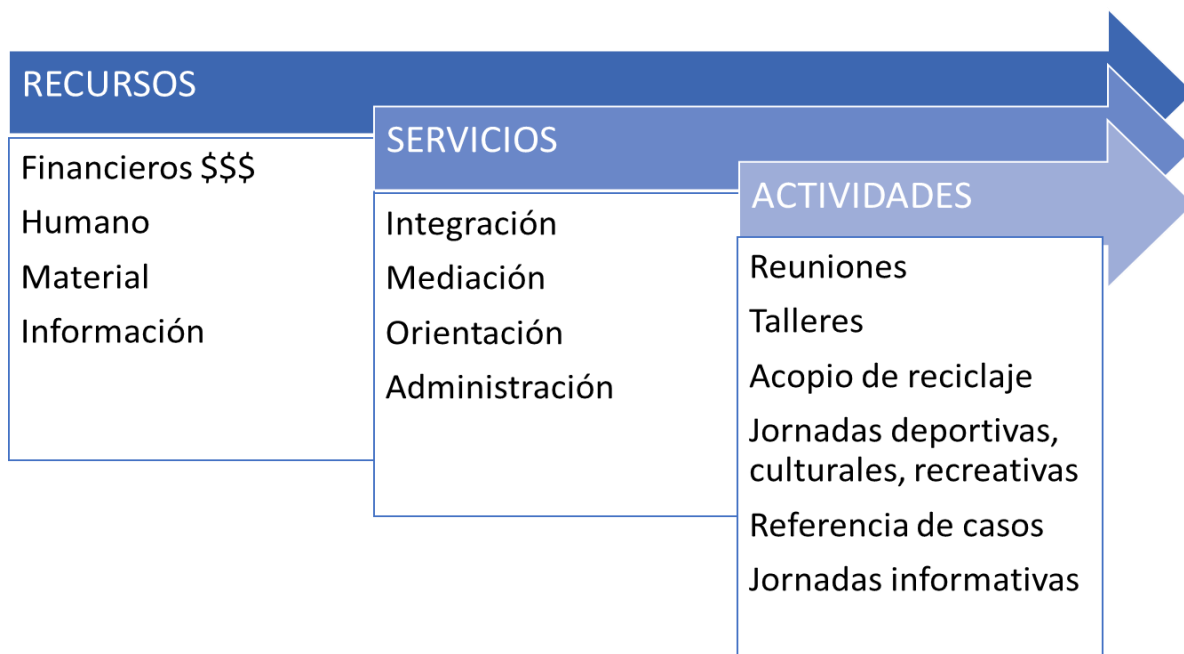 RECURSOS
Financieros $$$
Humano
Material
Información
SERVICIOS
Integración
Mediación
Orientación
Administración
ACTIVIDADES
Reuniones
Talleres
Acopio de reciclaje
Jornadas deportivas,
culturales, recreativas
Referencia de casos
Jornadas informativas